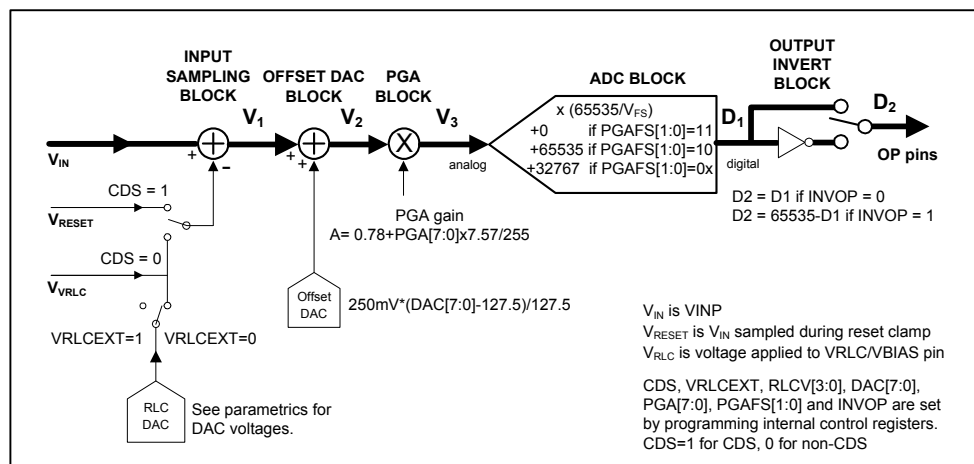 INPUT
SAMPLING
BLOCK
OFFSET DAC
BLOCK
PGA
BLOCK
ADC BLOCK
OUTPUT
INVERT
BLOCK
V1
V2
V3
x (65535/VFS)
+0 if PGAFS[1:0]=11
+65535 if PGAFS[1:0]=10
+32767 if PGAFS[1:0]=0x
D1
D2
VIN
+
–
+
+
+
+
X
analog
digital
OP pins
CDS = 1
VRESET
CDS = 0
VVRLC
VRLCEXT=1
VRLCEXT=0
PGA gain
A= 0.78+PGA[7:0]x7.57/255
D2 = D1 if INVOP = 0
D2 = 65535-D1 if INVOP = 1
Offset
DAC
250mV*(DAC[7:0]-127.5)/127.5
RLC
DAC
See parametrics for
DAC voltages.
VIN is VINP
VRESET is VIN sampled during reset clamp
VRLC is voltage applied to VRLC/VBIAS pin
CDS, VRLCEXT, RLCV[3:0], DAC[7:0],
PGA[7:0], PGAFS[1:0] and INVOP are set
by programming internal control registers.
CDS=1 for CDS, 0 for non-CDS